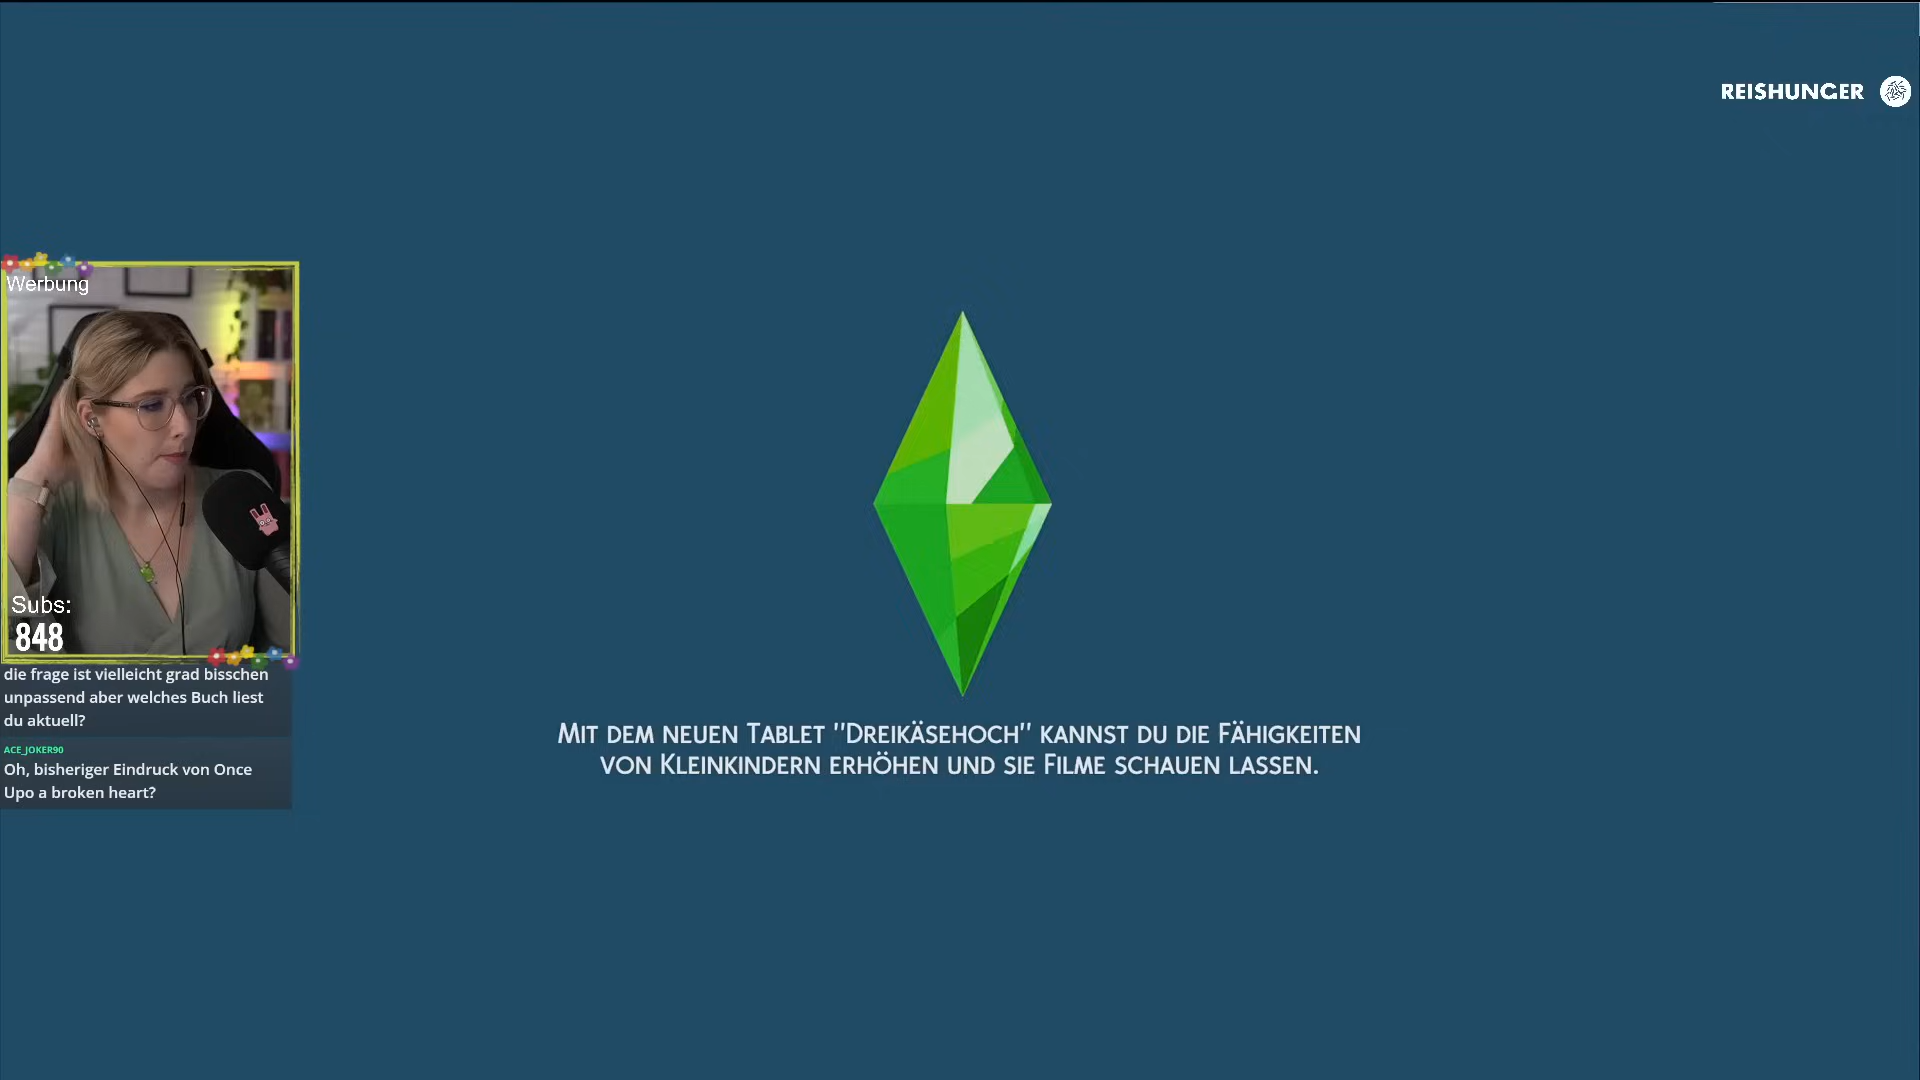 REISHUNGER
Werbung
Subs:
848
die frage ist vielleicht grad bisschen
unpassend aber welches Buch liest
du aktuell?
ACE_JOKER90
Oh, bisheriger Eindruck von Once
Upo a broken heart?
MIT DEM NEUEN TABLET "DREIKÄSEHOCH" KANNST DU DIE FÄHIGKEITEN
VON KLEINKINDERN ERHÖHEN UND SIE FILME SCHAUEN LASSEN.